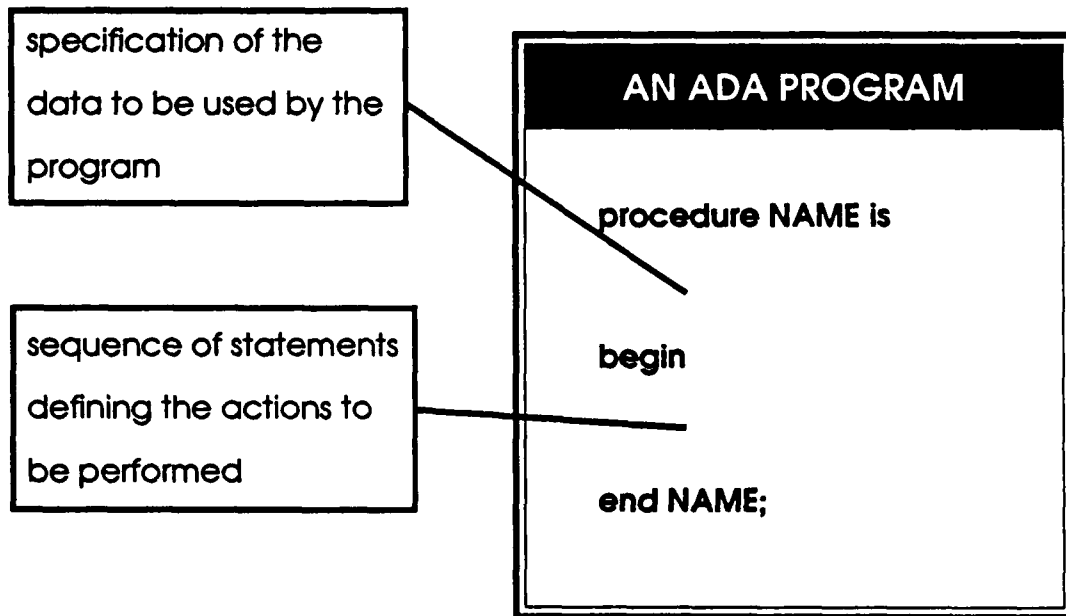 specification of the
data to be used by the
program
AN ADA PROGRAM
procedure NAME is
begin
sequence of statements
defining the actions to
be performed
end NAME;